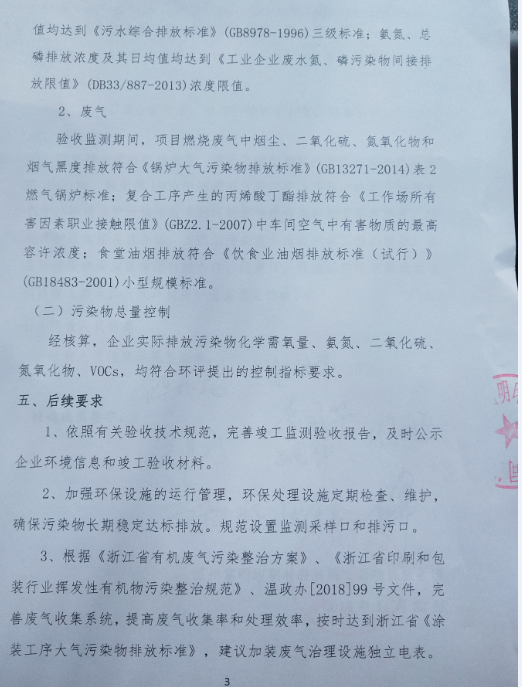 值均达到《污水综合排放标准》(GB8978-1996)三级标准；氨氮、总
磷排放浓度及其日均值均达到《工业企业废水氮、磷污染物间接排
放限值》(DB33/887-2013)浓度限值。
2、废气
验收监测期间，项目燃烧废气中烟尘、二氧化硫、氮氧化物和
烟气黑度排放符合《锅炉大气污染物排放标准》(GB13271-2014)表2
燃气锅炉标准；复合工序产生的丙烯酸丁酯排放符合《工作场所有
害因素职业接触限值》(GBZ2.1-2007)中车间空气中有害物质的最高
容许浓度；食堂油烟排放符合《饮食业油烟排放标准（试行）》
(GB18483-2001)小型规模标准。
（二）污染物总量控制
经核算，企业实际排放污染物化学需氧量、氨氮、二氧化硫、
氮氧化物、VOCs，均符合环评提出的控制指标要求。
五、后续要求
1、依照有关验收技术规范，完善竣工监测验收报告，及时公示
企业环境信息和竣工验收材料。
2、加强环保设施的运行管理，环保处理设施定期检查、维护，
确保污染物长期稳定达标排放。规范设置监测采样口和排污口。
3、根据《浙江省有机废气污染整治方案》、《浙江省印刷和包
装行业挥发性有机物污染整治规范》、温政办[2018]99号文件，完
善废气收集系统，提高废气收集率和处理效率，按时达到浙江省《涂
装工序大气污染物排放标准》，建议加装废气治理设施独立电表。
3